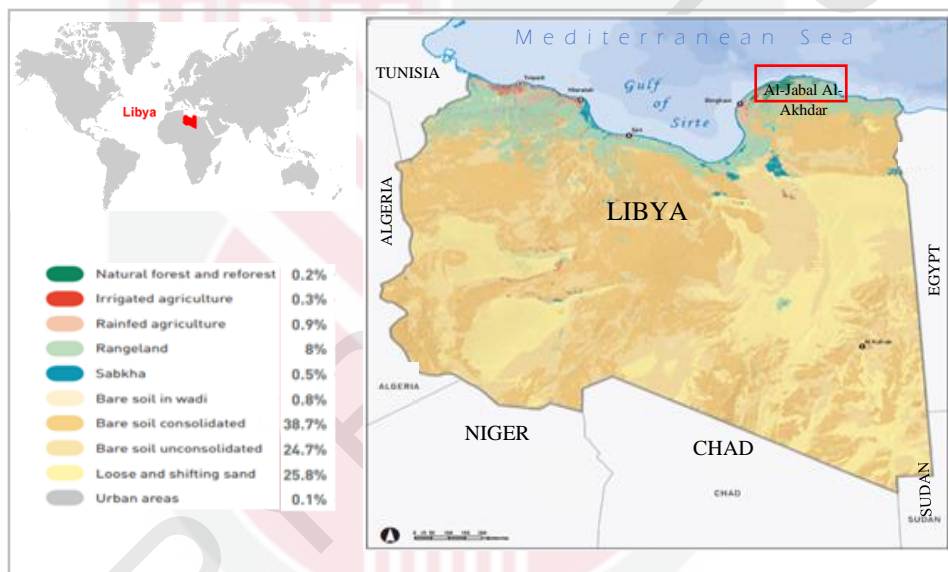 Libya
Natural forest and reforest 0.2%
Irrigated agriculture 0.3%
Rainfed agriculture 0.9%
Rangeland 8%
Sabkha 0.5%
Bare soil in wadi 0.8%
Bare soil consolidated 38.7%
Bare soil unconsolidated 24.7%
Loose and shifting sand 25.8%
Urban areas 0.1%
Mediterranean Sea
TUNISIA
Gulf
of
Sirte
Al-Jabal Al-
Akhdar
ALGERIA
LIBYA
EGYPT
ALGERIA
NIGER
CHAD
CHAD
SUDAN
SUDAN